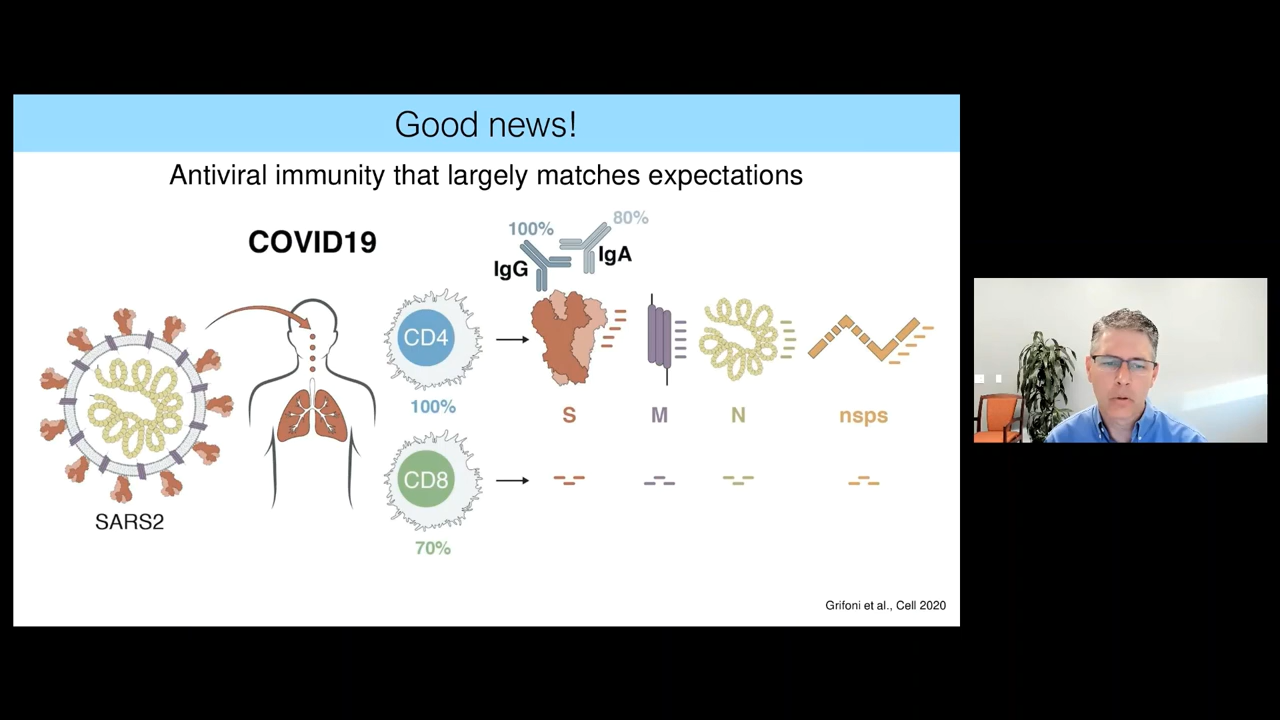 Good news!
Antiviral immunity that largely matches expectations
COVID19
100%
80%
IgG
IgA
CD4
100%
S
M
N
nsps
CD8
70%
SARS2
Grifoni et al., Cell 2020